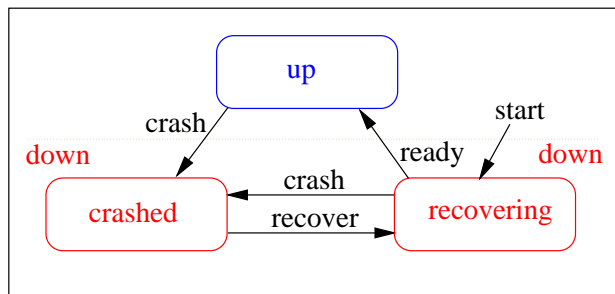 up
start
crash
down
ready
down
crash
crashed
recovering
recover